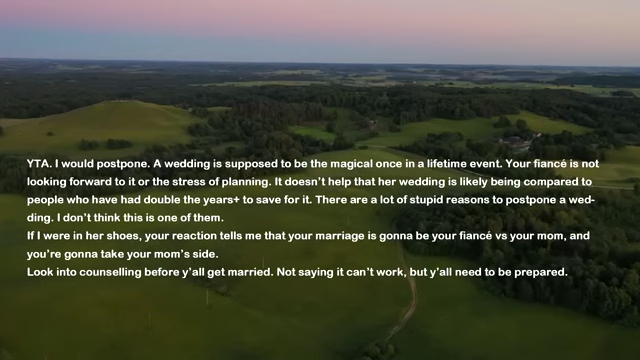 YTA. I would postpone. A wedding is supposed to be the magical once in a lifetime event. Your fiancé is not
looking forward to it or the stress of planning. It doesn't help that her wedding is likely being compared to
people who have had double the years+ to save for it. There are a lot of stupid reasons to postpone a wed-
ding. I don't think this is one of them.
If I were in her shoes, your reaction tells me that your marriage is gonna be your fiancé vs your mom, and
you're gonna take your mom's side.
Look into counselling before y'all get married. Not saying it can't work, but y'all need to be prepared.